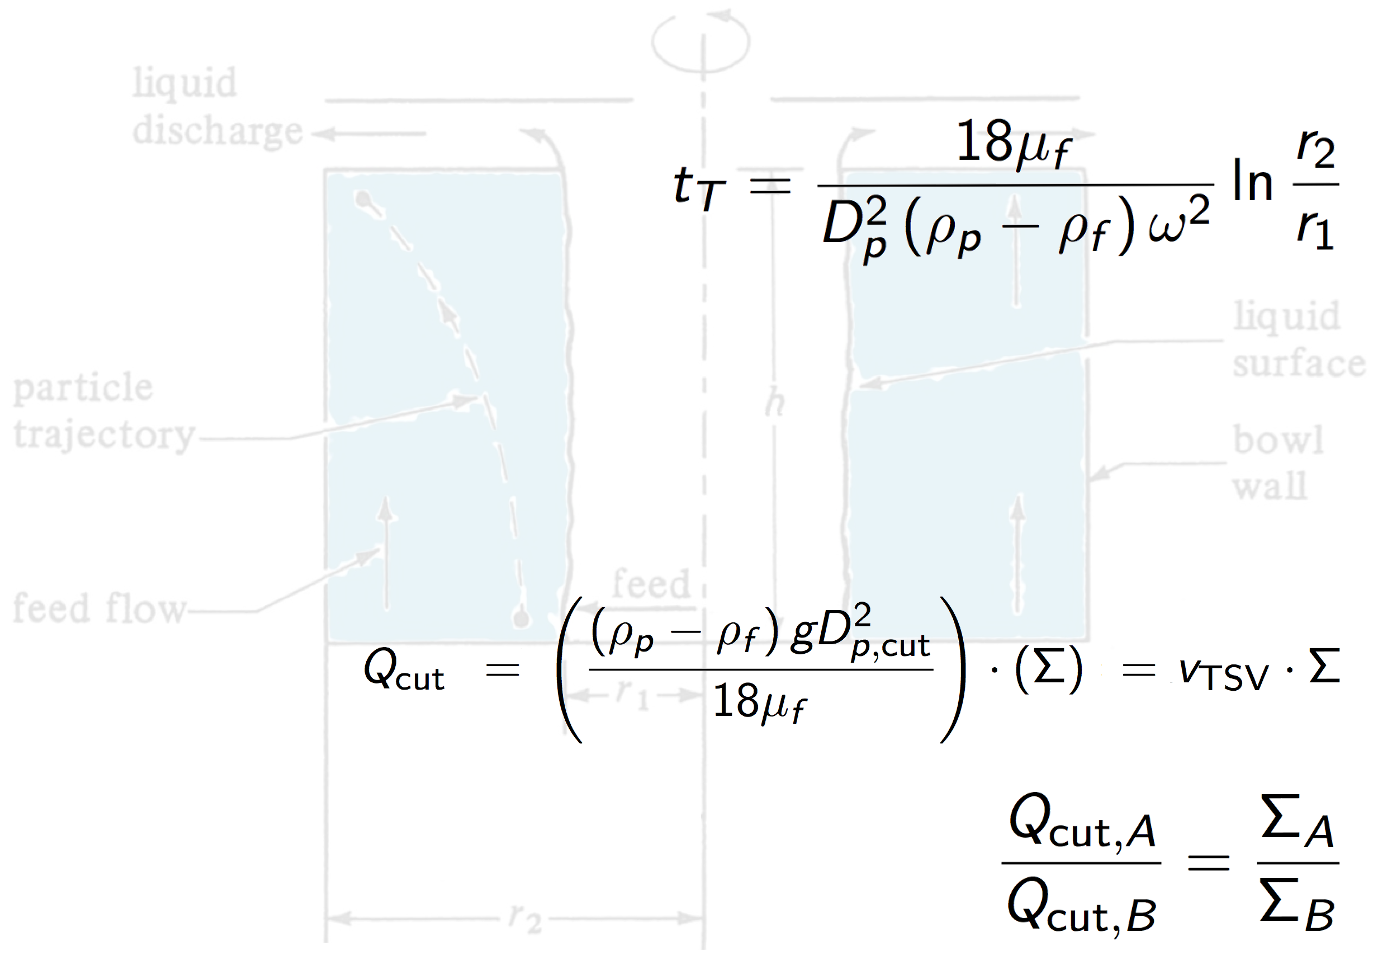 liquid
discharge
t_T = \frac{18\mu_f}{D_p^2 (\rho_p - \rho_f) \omega^2} \ln \frac{r_2}{r_1}
liquid
surface
particle
trajectory
h
bowl
wall
feed flow
feed
Q_{cut} = \left( \frac{(\rho_p - \rho_f) g D_{p,cut}^2}{18\mu_f} \right) \cdot (\Sigma) = v_{TSV} \cdot \Sigma
r_1
\frac{Q_{cut,A}}{Q_{cut,B}} = \frac{\Sigma_A}{\Sigma_B}
r_2